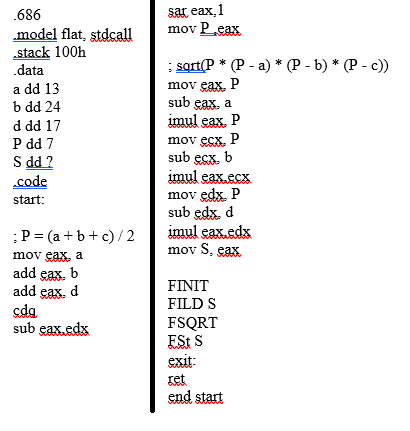 .686
.model flat, stdcall
.stack 100h
.data
a dd 13
b dd 24
d dd 17
P dd 7
S dd ?
.code
start:
; P = (a + b + c) / 2
mov eax, a
add eax, b
add eax, d
cdq
sub eax,edx
sar eax,1
mov P ,eax
; sqrt(P * (P - a) * (P - b) * (P - c))
mov eax, P
sub eax, a
imul eax, P
mov ecx, P
sub ecx, b
imul eax,ecx
mov edx, P
sub edx, d
imul eax,edx
mov S, eax
FINIT
FILD S
FSQRT
FSt S
exit:
ret
end start